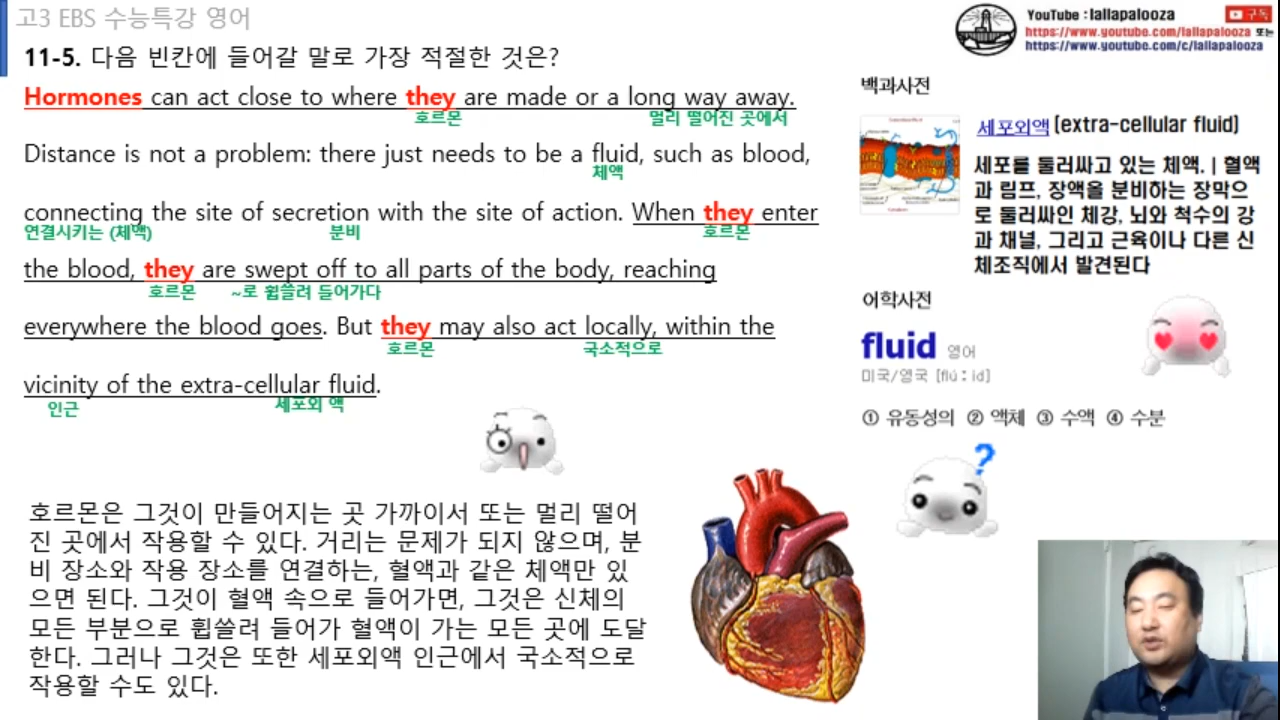 고3 EBS 수능특강 영어
YouTube : lallapalooza
구독
https://www.youtube.com/lallapalooza 또는
https://www.youtube.com/c/lallapalooza
11-5. 다음 빈칸에 들어갈 말로 가장 적절한 것은?
Hormones can act close to where they are made or a long way away.
호르몬 멀리 떨어진 곳에서
Distance is not a problem: there just needs to be a fluid, such as blood,
체액
connecting the site of secretion with the site of action. When they enter
연결시키는 (체액) 분비 호르몬
the blood, they are swept off to all parts of the body, reaching
호르몬 ~로 휩쓸려 들어가다
everywhere the blood goes. But they may also act locally, within the
호르몬 국소적으로
vicinity of the extra-cellular fluid.
인근 세포외 액
호르몬은 그것이 만들어지는 곳 가까이서 또는 멀리 떨어
진 곳에서 작용할 수 있다. 거리는 문제가 되지 않으며, 분
비 장소와 작용 장소를 연결하는, 혈액과 같은 체액만 있
으면 된다. 그것이 혈액 속으로 들어가면, 그것은 신체의
모든 부분으로 휩쓸려 들어가 혈액이 가는 모든 곳에 도달
한다. 그러나 그것은 또한 세포외액 인근에서 국소적으로
작용할 수도 있다.
백과사전
세포외액 (extra-cellular fluid)
세포를 둘러싸고 있는 체액. | 혈액
과 림프, 장액을 분비하는 장막으
로 둘러싸인 체강, 뇌와 척수의 강
과 채널, 그리고 근육이나 다른 신
체조직에서 발견된다
어학사전
fluid 영어
미국/영국 [flúːid]
① 유동성의 ② 액체 ③ 수액 ④ 수분
?